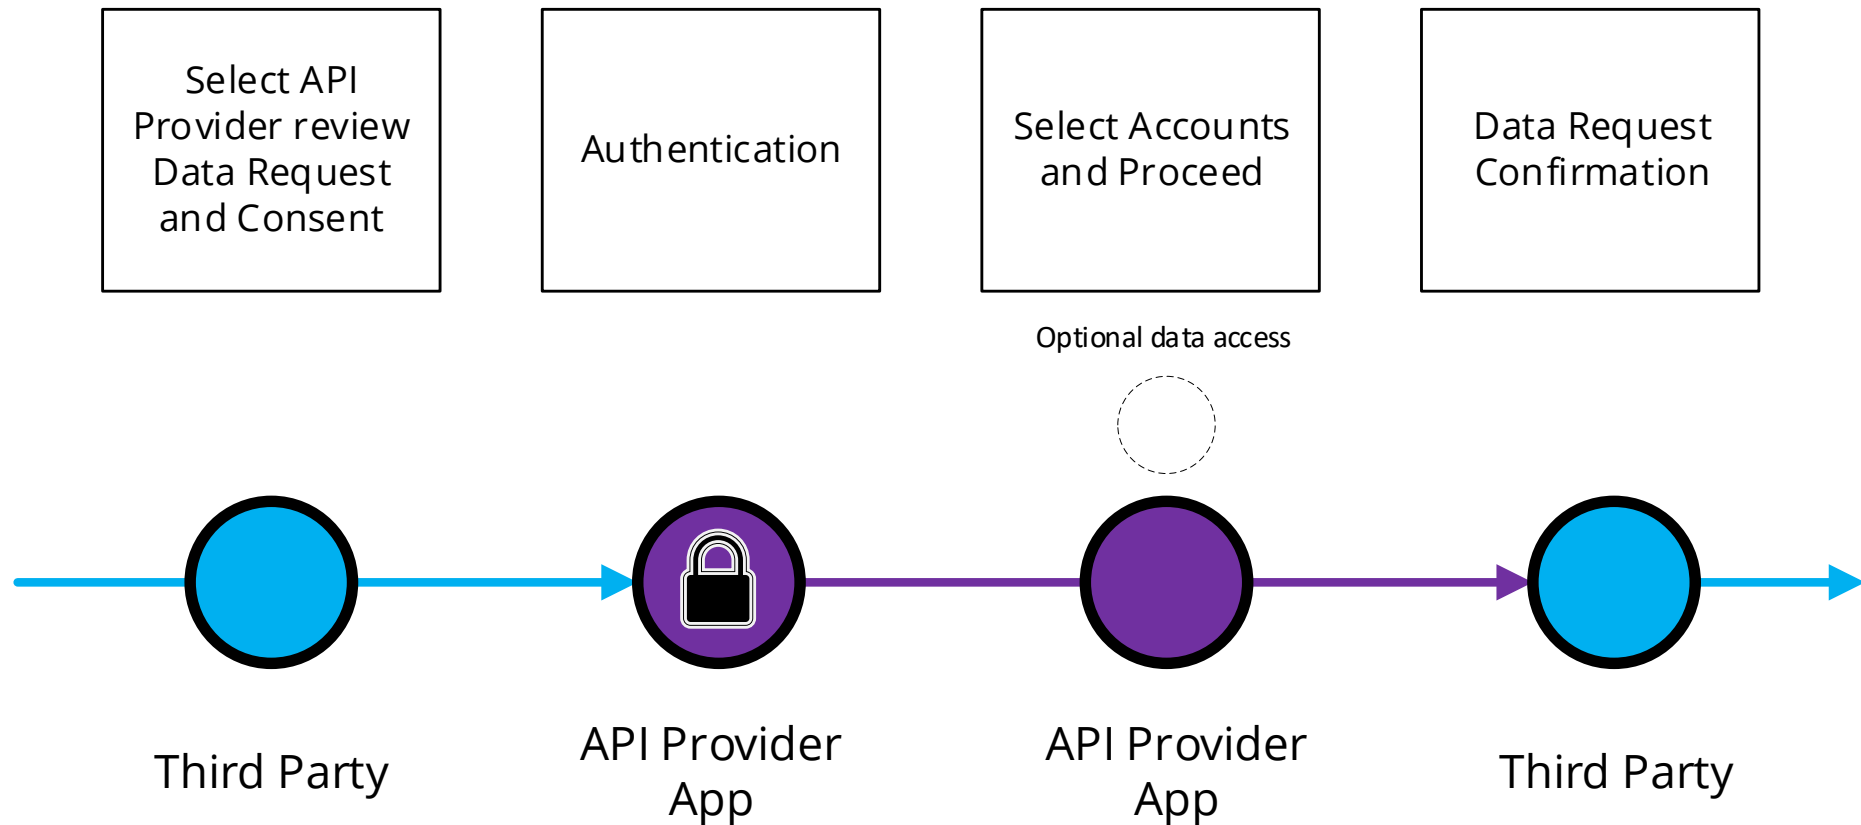 Select API
Provider review
Data Request
and Consent
Authentication
Select Accounts
and Proceed
Data Request
Confirmation
Optional data access
Third Party
API Provider
App
API Provider
App
Third Party